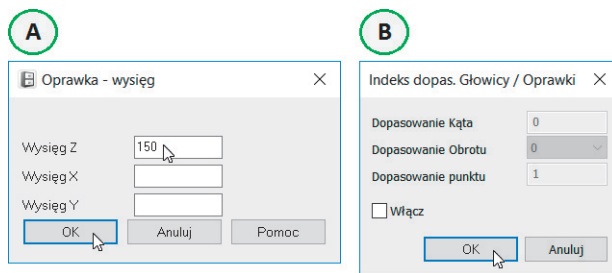 A
Oprawka - wysięg
Wysięg Z 150
Wysięg X
Wysięg Y
OK Anuluj Pomoc
B
Indeks dopas. Głowicy / Oprawki
Dopasowanie Kąta 0
Dopasowanie Obrotu 0
Dopasowanie punktu 1
Włącz
OK Anuluj